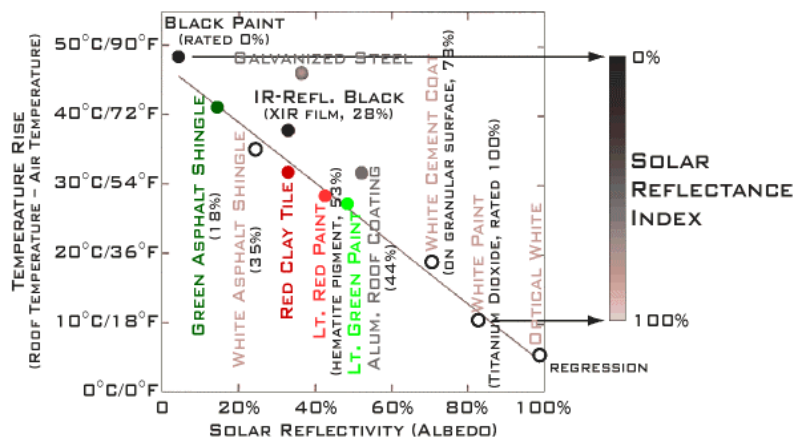 Black Paint
(rated 0%)
Galvanized Steel
IR-Refl. Black
(XIR film, 28%)
Green Asphalt Shingle
(18%)
White Asphalt Shingle
(35%)
Red Clay Tile
Lt. Red Paint
(hematite pigment, 53%)
Lt. Green Paint
Alum. Roof Coating
(44%)
White Cement Coat
(on granular surface, 73%)
White Paint
(Titanium Dioxide, rated 100%)
Optical White
regression
Temperature Rise
(Roof Temperature – Air Temperature)
50°C/90°F
40°C/72°F
30°C/54°F
20°C/36°F
10°C/18°F
0°C/0°F
0 20% 40% 60% 80% 100%
Solar Reflectivity (Albedo)
0%
Solar
Reflectance
Index
100%